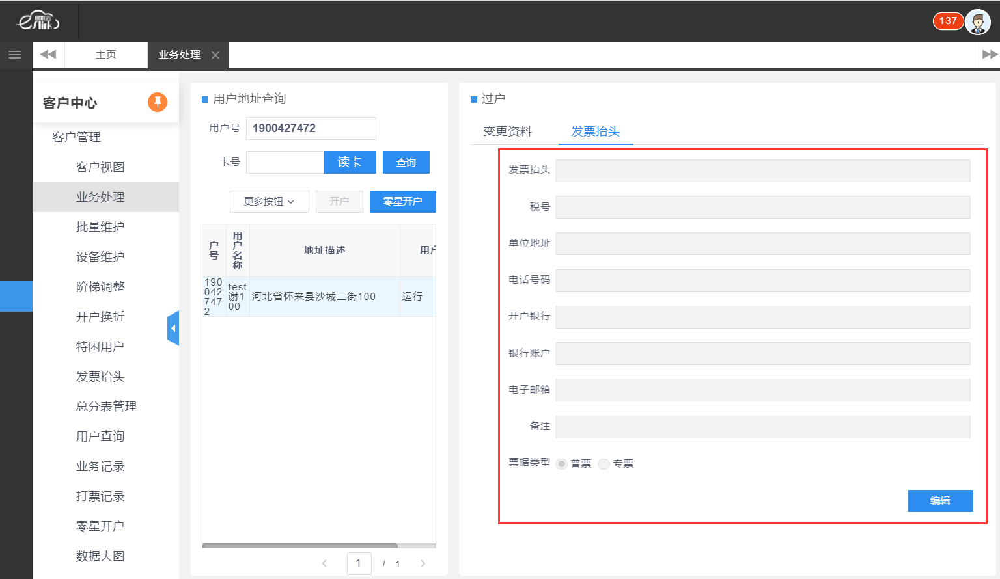 137
主页
业务处理
客户中心
客户管理
客户视图
业务处理
批量维护
设备维护
阶梯调整
开户换折
特困用户
发票抬头
总分表管理
用户查询
业务记录
打票记录
零星开户
数据大图
用户地址查询
用户号 1900427472
卡号 读卡 查询
更多按钮 开户 零星开户
户号 用户名称 地址描述 用户
1900427472 test谢100 河北省怀来县沙城二街100 运行
1 / 1
过户
变更资料 发票抬头
发票抬头
税号
单位地址
电话号码
开户银行
银行账户
电子邮箱
备注
票据类型 普票 专票
编辑